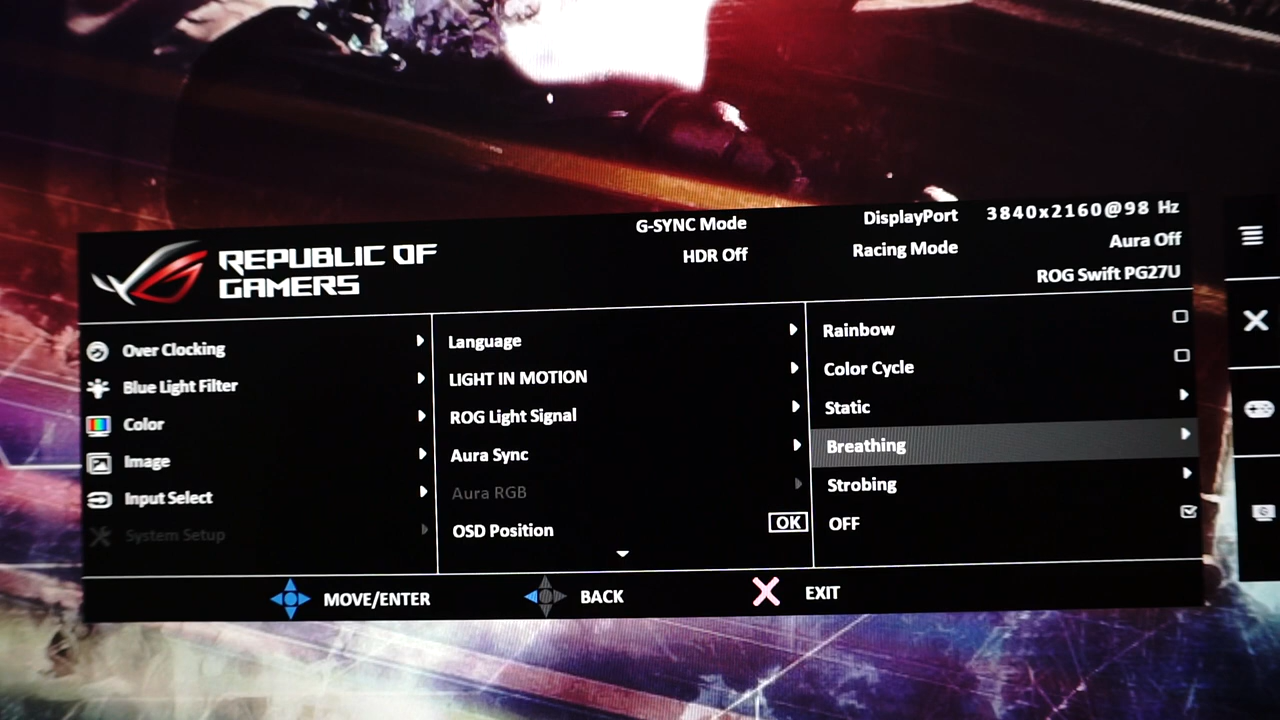 REPUBLIC OF
GAMERS
G-SYNC Mode
HDR Off
DisplayPort
Racing Mode
3840x2160@98 Hz
Aura Off
ROG Swift PG27U
Over Clocking
Blue Light Filter
Color
Image
Input Select
System Setup
Language
LIGHT IN MOTION
ROG Light Signal
Aura Sync
Aura RGB
OSD Position
OK
Rainbow
Color Cycle
Static
Breathing
Strobing
OFF
MOVE/ENTER
BACK
EXIT